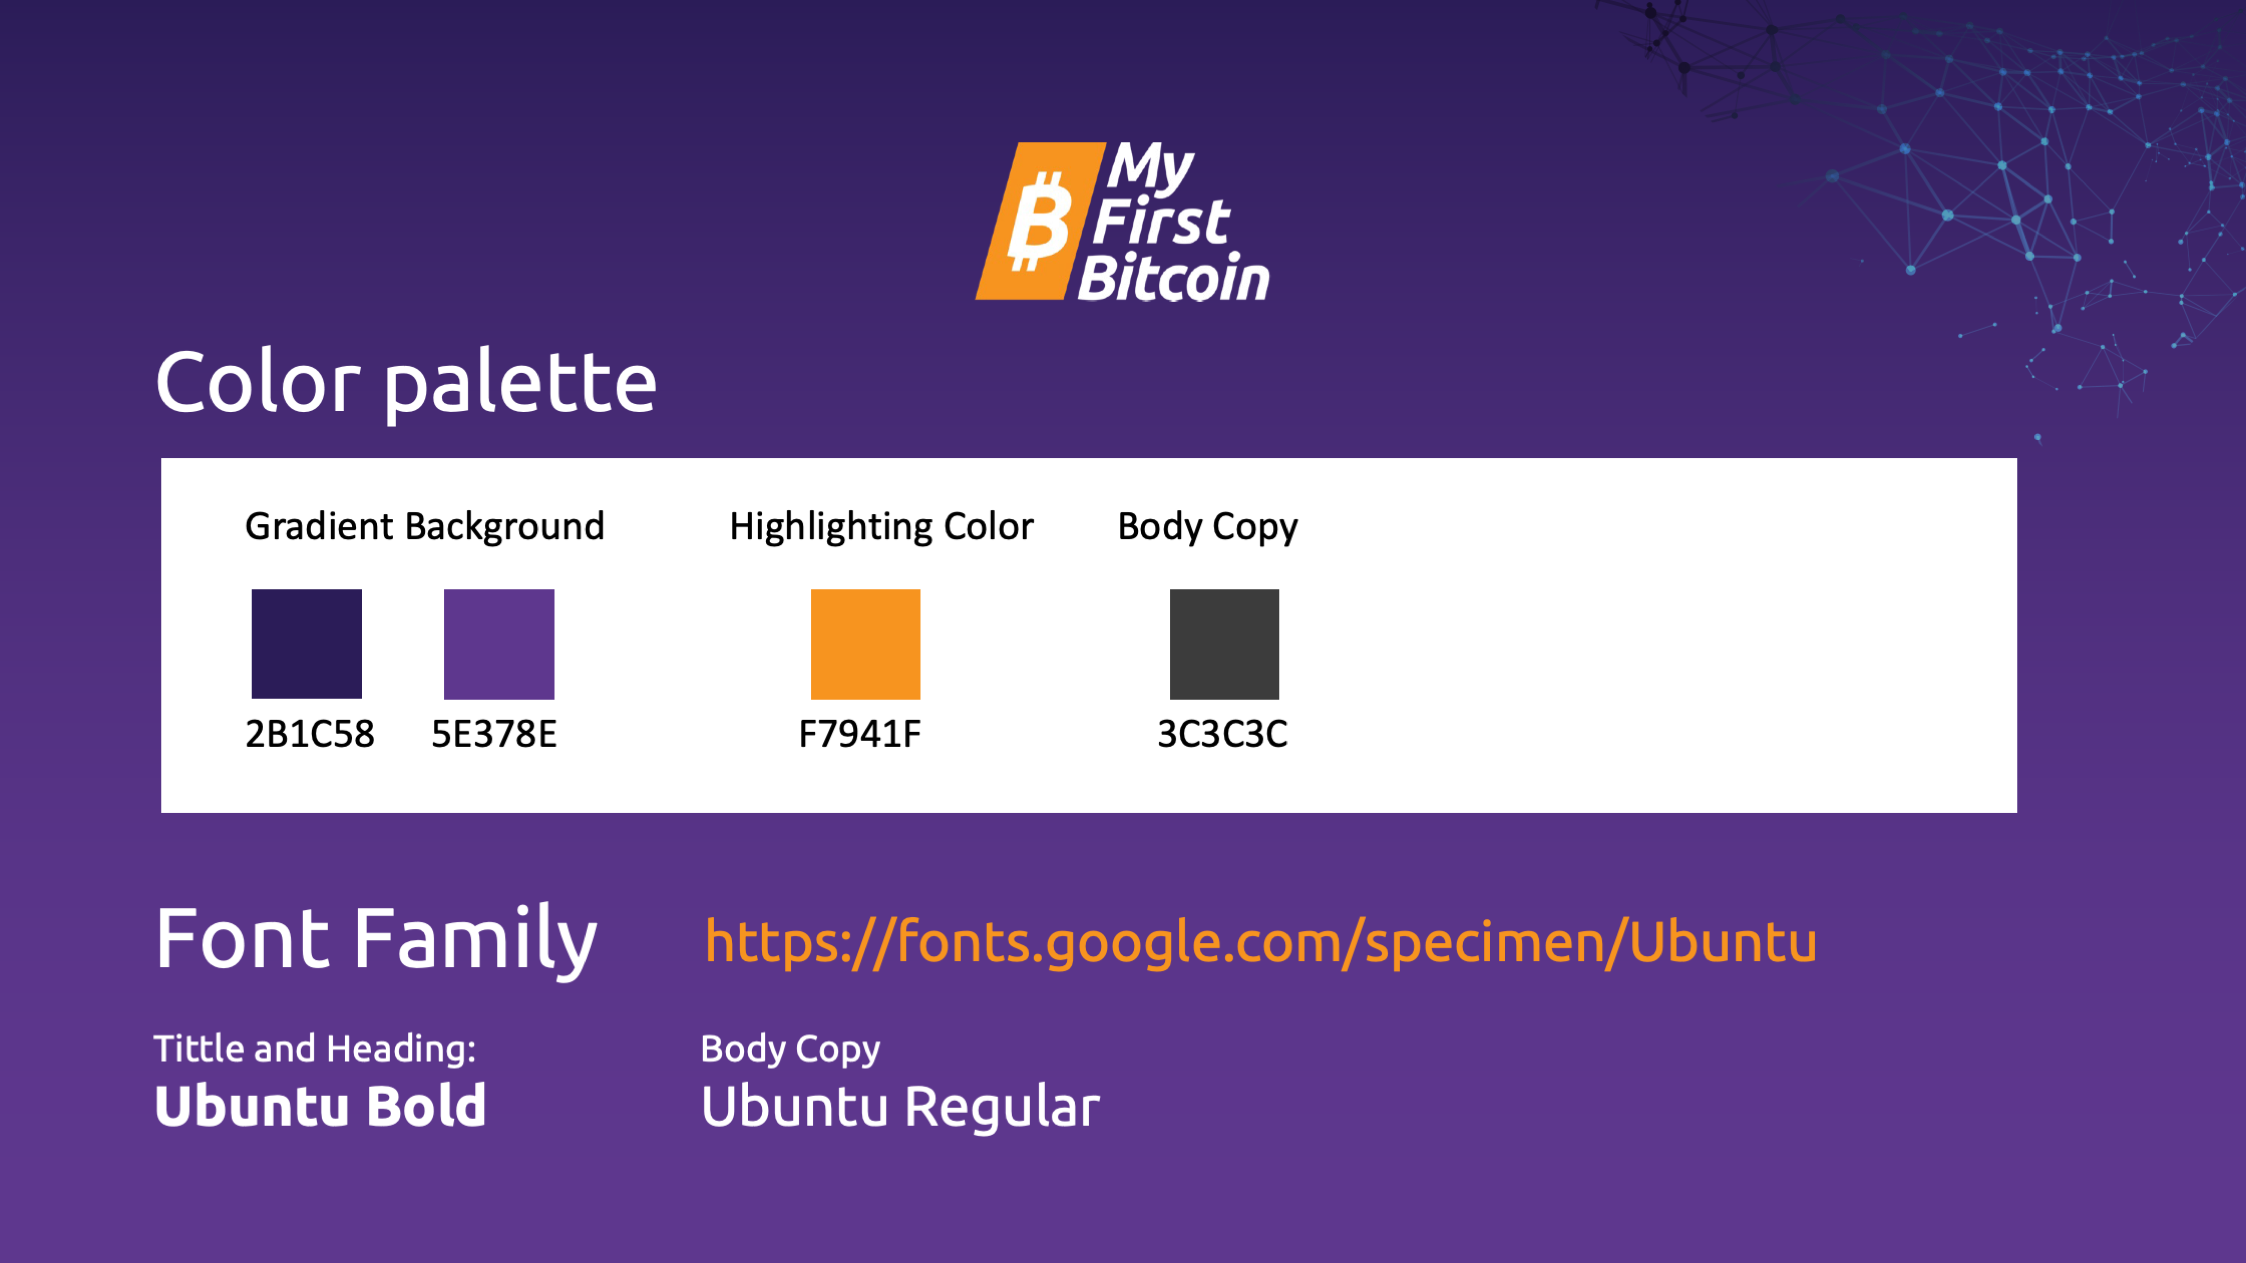 My
First
Bitcoin
Color palette
Gradient Background
Highlighting Color
Body Copy
2B1C58
5E378E
F7941F
3C3C3C
Font Family
https://fonts.google.com/specimen/Ubuntu
Tittle and Heading:
Ubuntu Bold
Body Copy
Ubuntu Regular